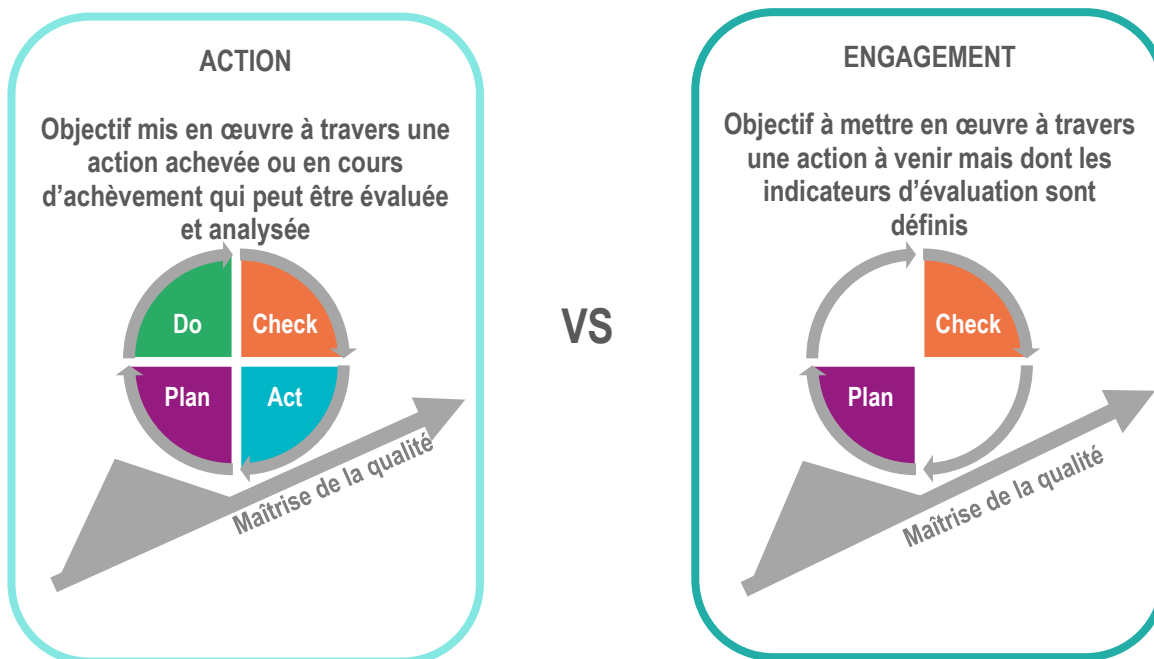 ACTION
Objectif mis en œuvre à travers une
action achevée ou en cours
d’achèvement qui peut être évaluée
et analysée
Do
Check
Plan
Act
Maîtrise de la qualité
VS
ENGAGEMENT
Objectif à mettre en œuvre à travers
une action à venir mais dont les
indicateurs d’évaluation sont
définis
Check
Plan
Maîtrise de la qualité